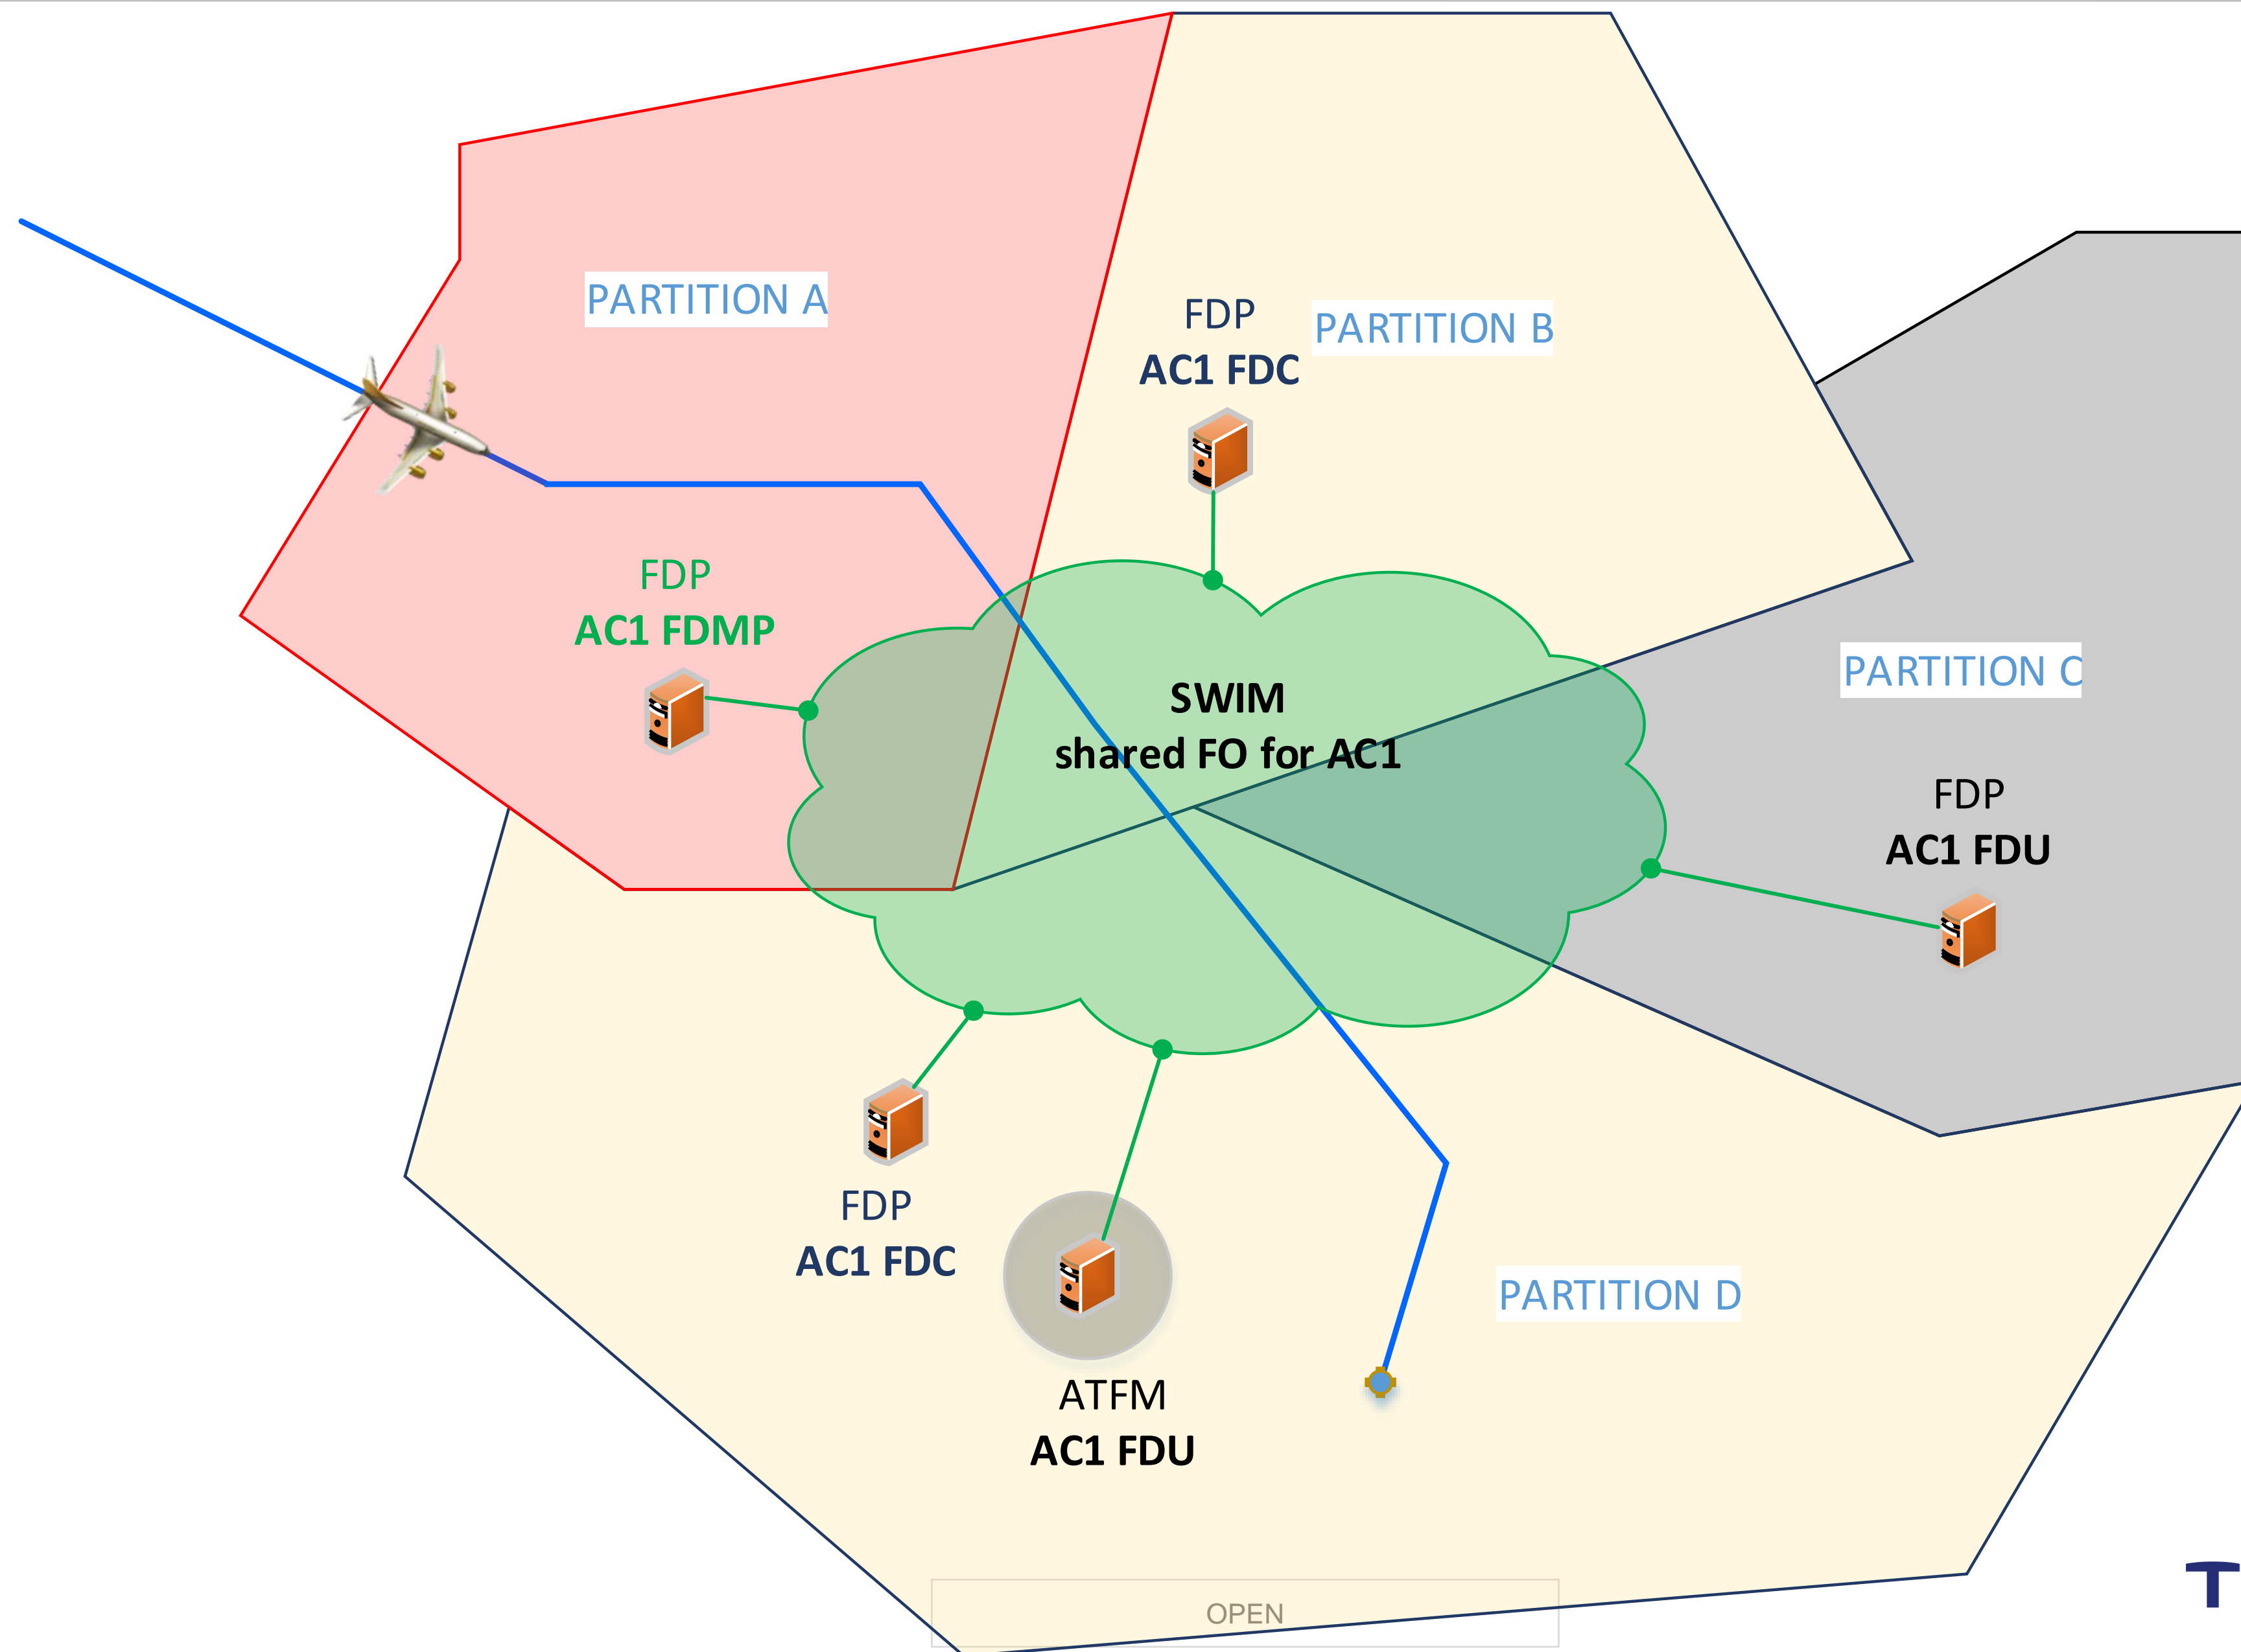 PARTITION A
FDP
AC1 FDC
PARTITION B
FDP
AC1 FDMP
SWIM
shared FO for AC1
PARTITION C
FDP
AC1 FDU
FDP
AC1 FDC
PARTITION D
ATFM
AC1 FDU
OPEN
T